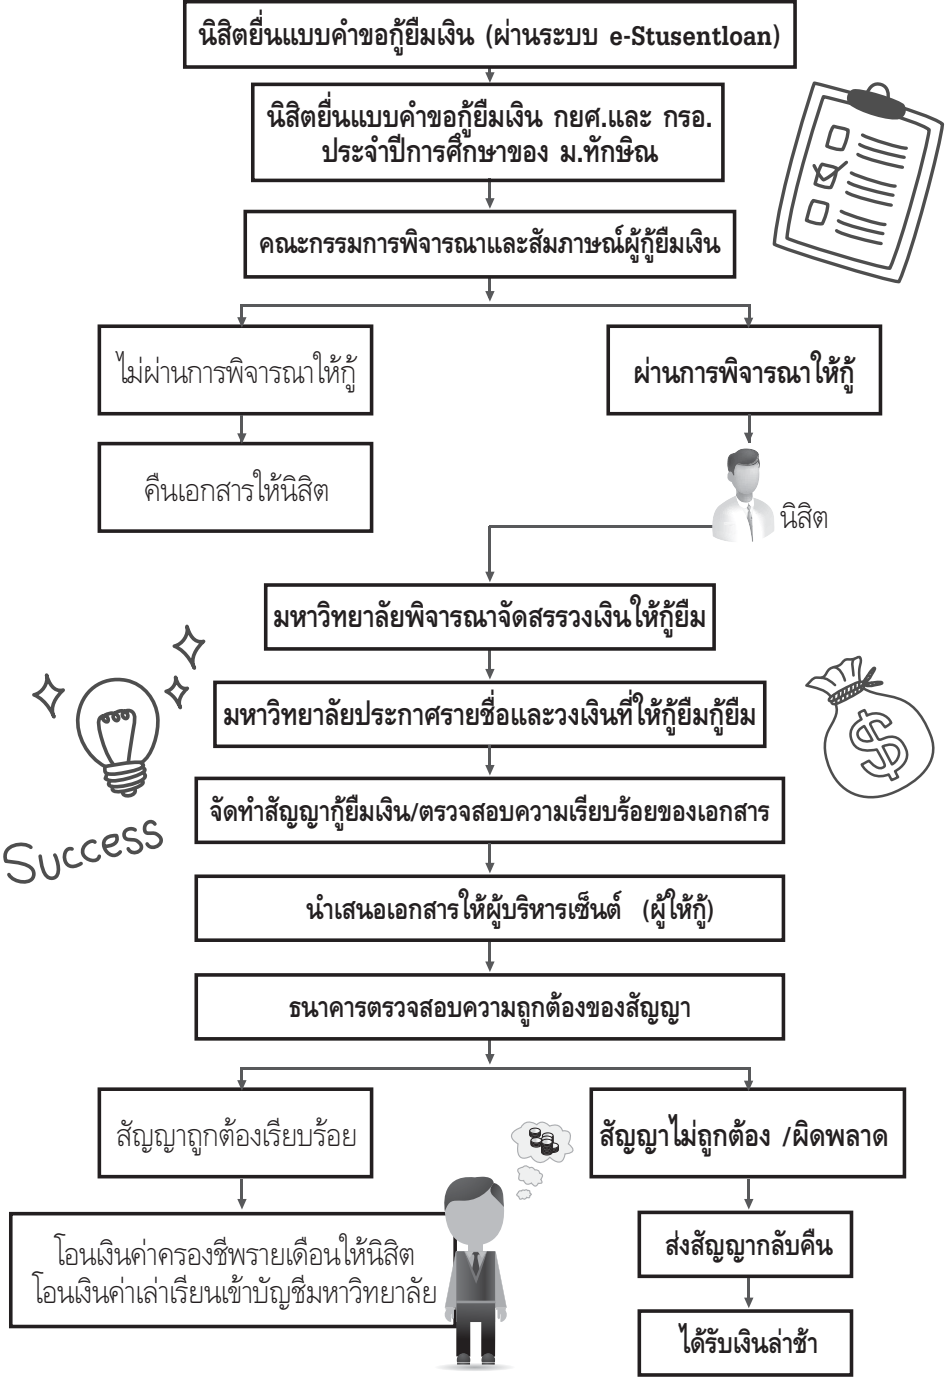 นิสิตยื่นแบบคำขอกู้ยืมเงิน (ผ่านระบบ e-Stusentloan)
นิสิตยื่นแบบคำขอกู้ยืมเงิน กยศ.และ กรอ.
ประจำปีการศึกษาของ ม.ทักษิณ
คณะกรรมการพิจารณาและสัมภาษณ์ผู้กู้ยืมเงิน
ไม่ผ่านการพิจารณาให้กู้
ผ่านการพิจารณาให้กู้
คืนเอกสารให้นิสิต
นิสิต
มหาวิทยาลัยพิจารณาจัดสรรวงเงินให้กู้ยืม
มหาวิทยาลัยประกาศรายชื่อและวงเงินที่ให้กู้ยืมกู้ยืม
จัดทำสัญญากู้ยืมเงิน/ตรวจสอบความเรียบร้อยของเอกสาร
Success
นำเสนอเอกสารให้ผู้บริหารเซ็นต์ (ผู้ให้กู้)
ธนาคารตรวจสอบความถูกต้องของสัญญา
สัญญาถูกต้องเรียบร้อย
สัญญาไม่ถูกต้อง /ผิดพลาด
โอนเงินค่าครองชีพรายเดือนให้นิสิต
โอนเงินค่าเล่าเรียนเข้าบัญชีมหาวิทยาลัย
ส่งสัญญากลับคืน
ได้รับเงินล่าช้า